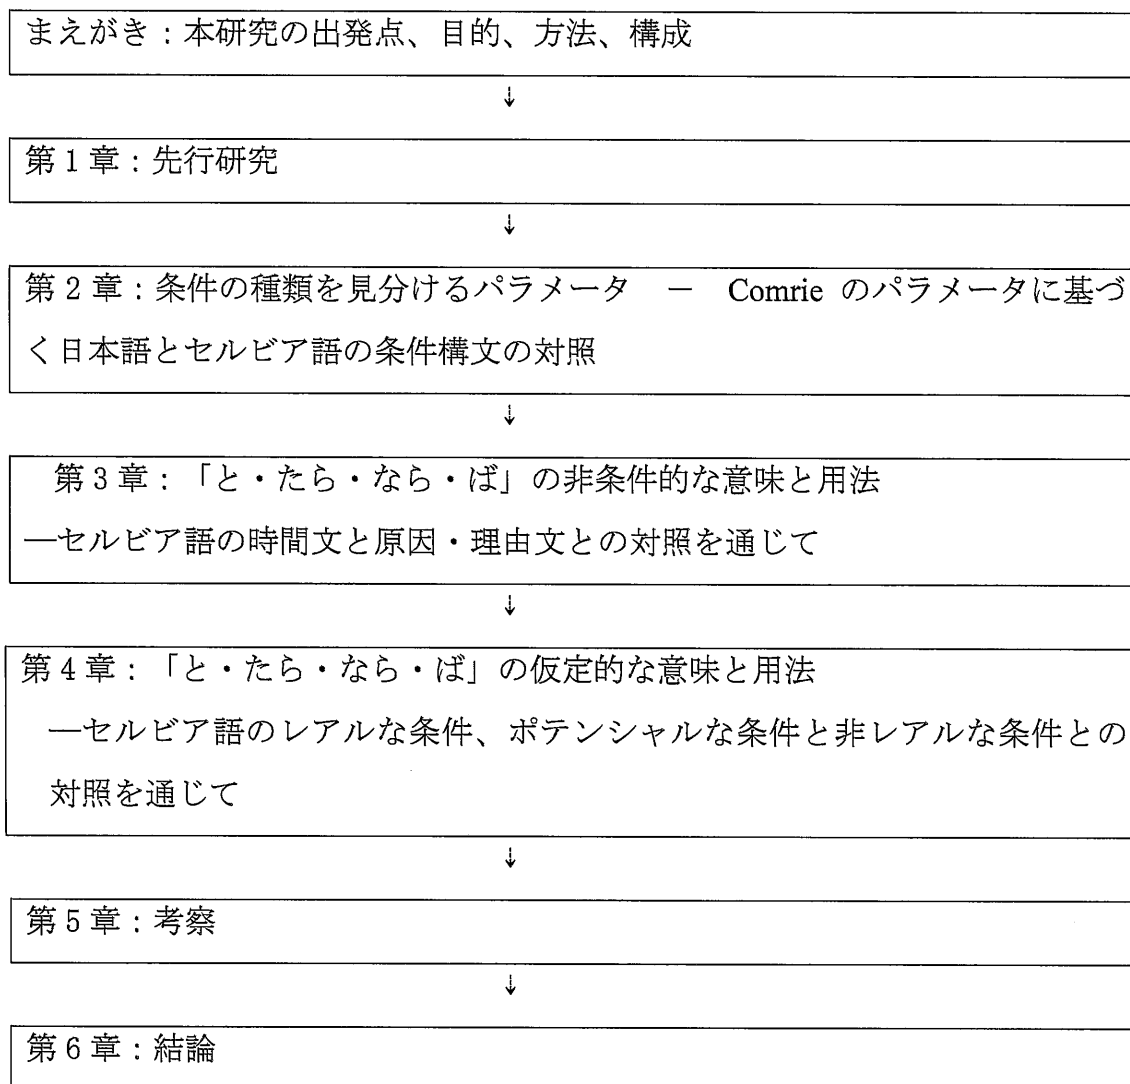 まえがき：本研究の出発点、目的、方法、構成
↓
第1章：先行研究
↓
第2章：条件の種類を見分けるパラメータ　－　Comrie のパラメータに基づ
く日本語とセルビア語の条件構文の対照
↓
第3章：「と・たら・なら・ば」の非条件的な意味と用法
―セルビア語の時間文と原因・理由文との対照を通じて
↓
第4章：「と・たら・なら・ば」の仮定的な意味と用法
―セルビア語のレアルな条件、ポテンシャルな条件と非レアルな条件との
対照を通じて
↓
第5章：考察
↓
第6章：結論